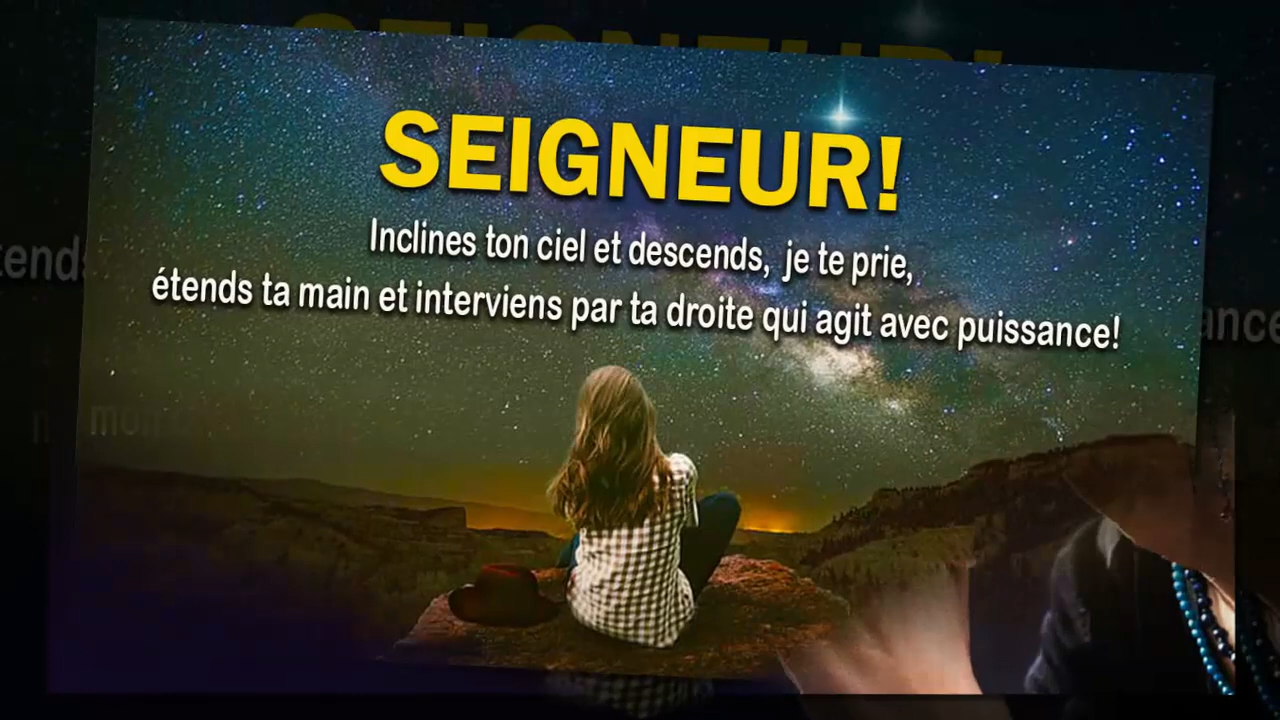 SEIGNEUR!
Inclines ton ciel et descends, je te prie,
étends ta main et interviens par ta droite qui agit avec puissance!